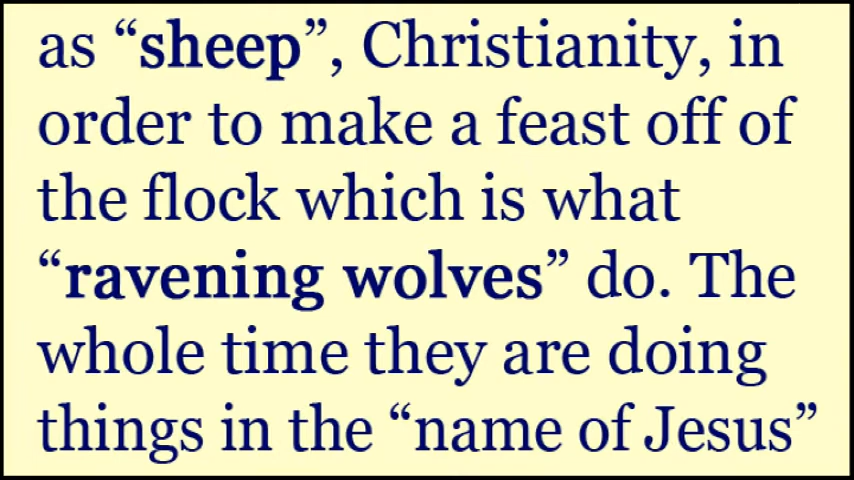 as “sheep”, Christianity, in
order to make a feast off of
the flock which is what
“ravening wolves” do. The
whole time they are doing
things in the “name of Jesus”